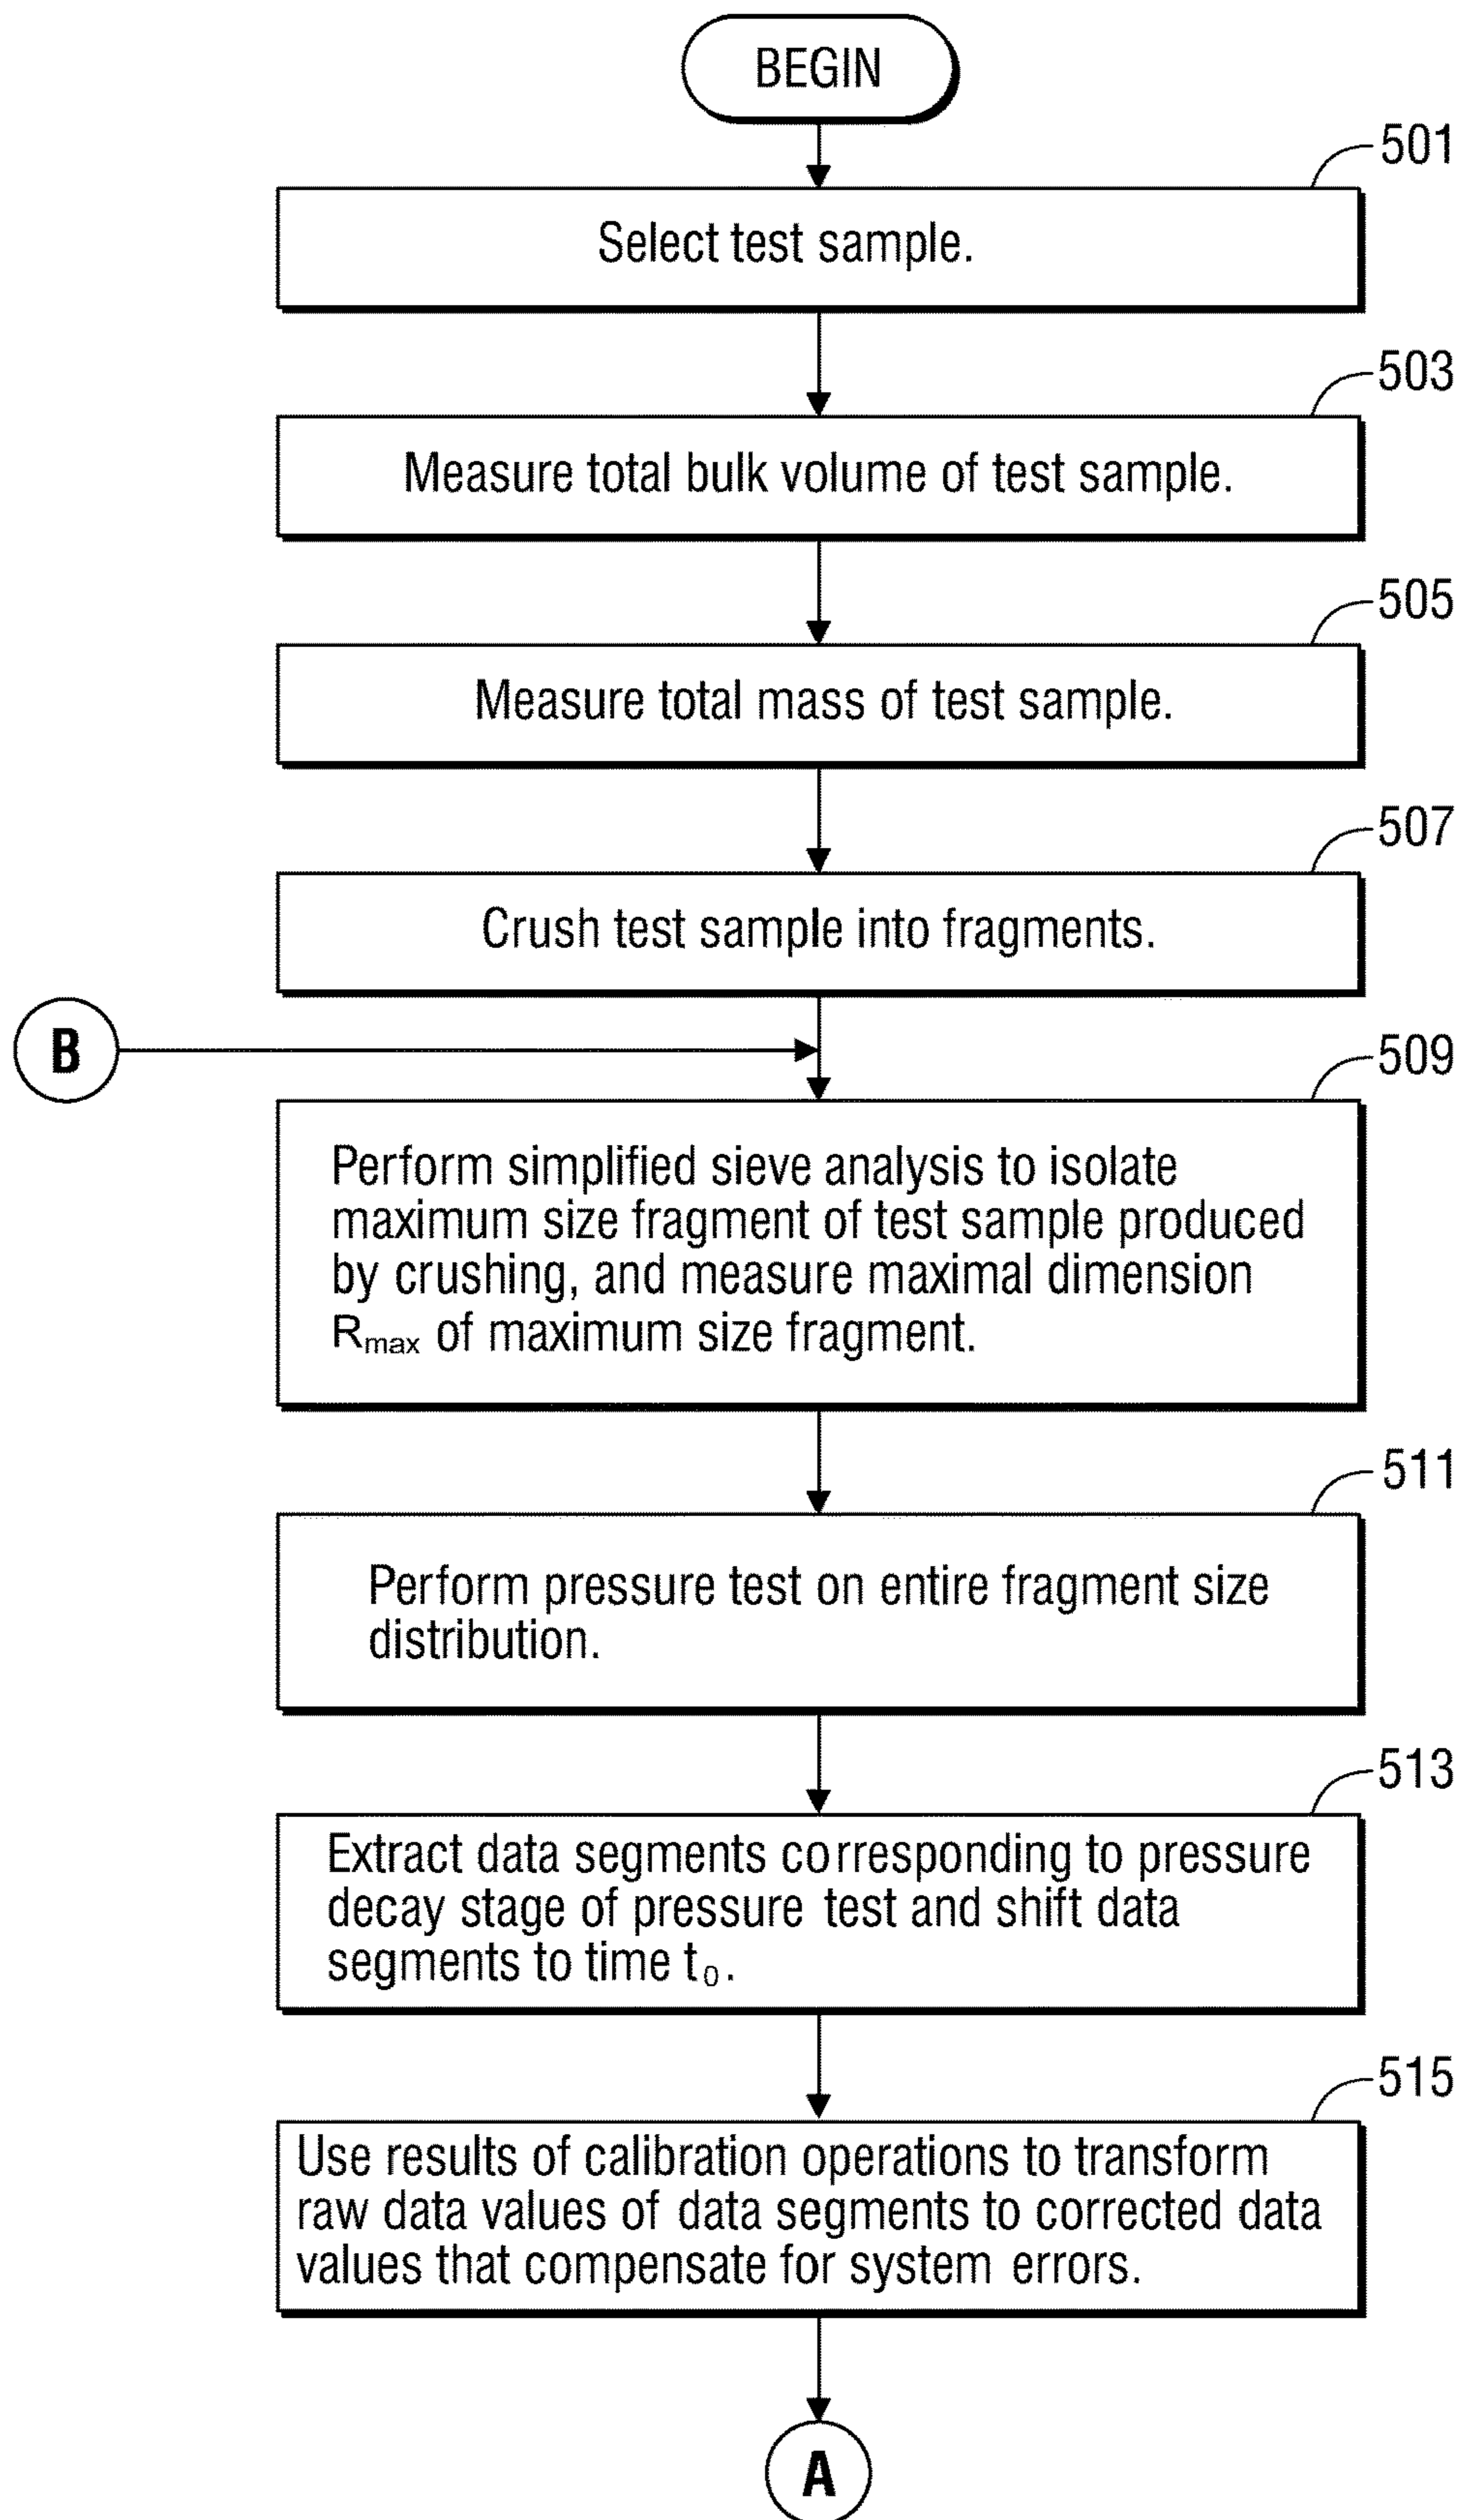 BEGIN
501
Select test sample.
503
Measure total bulk volume of test sample.
505
Measure total mass of test sample.
507
Crush test sample into fragments.
B
509
Perform simplified sieve analysis to isolate
maximum size fragment of test sample produced
by crushing, and measure maximal dimension
Rmax of maximum size fragment.
511
Perform pressure test on entire fragment size
distribution.
513
Extract data segments corresponding to pressure
decay stage of pressure test and shift data
segments to time t0.
515
Use results of calibration operations to transform
raw data values of data segments to corrected data
values that compensate for system errors.
A